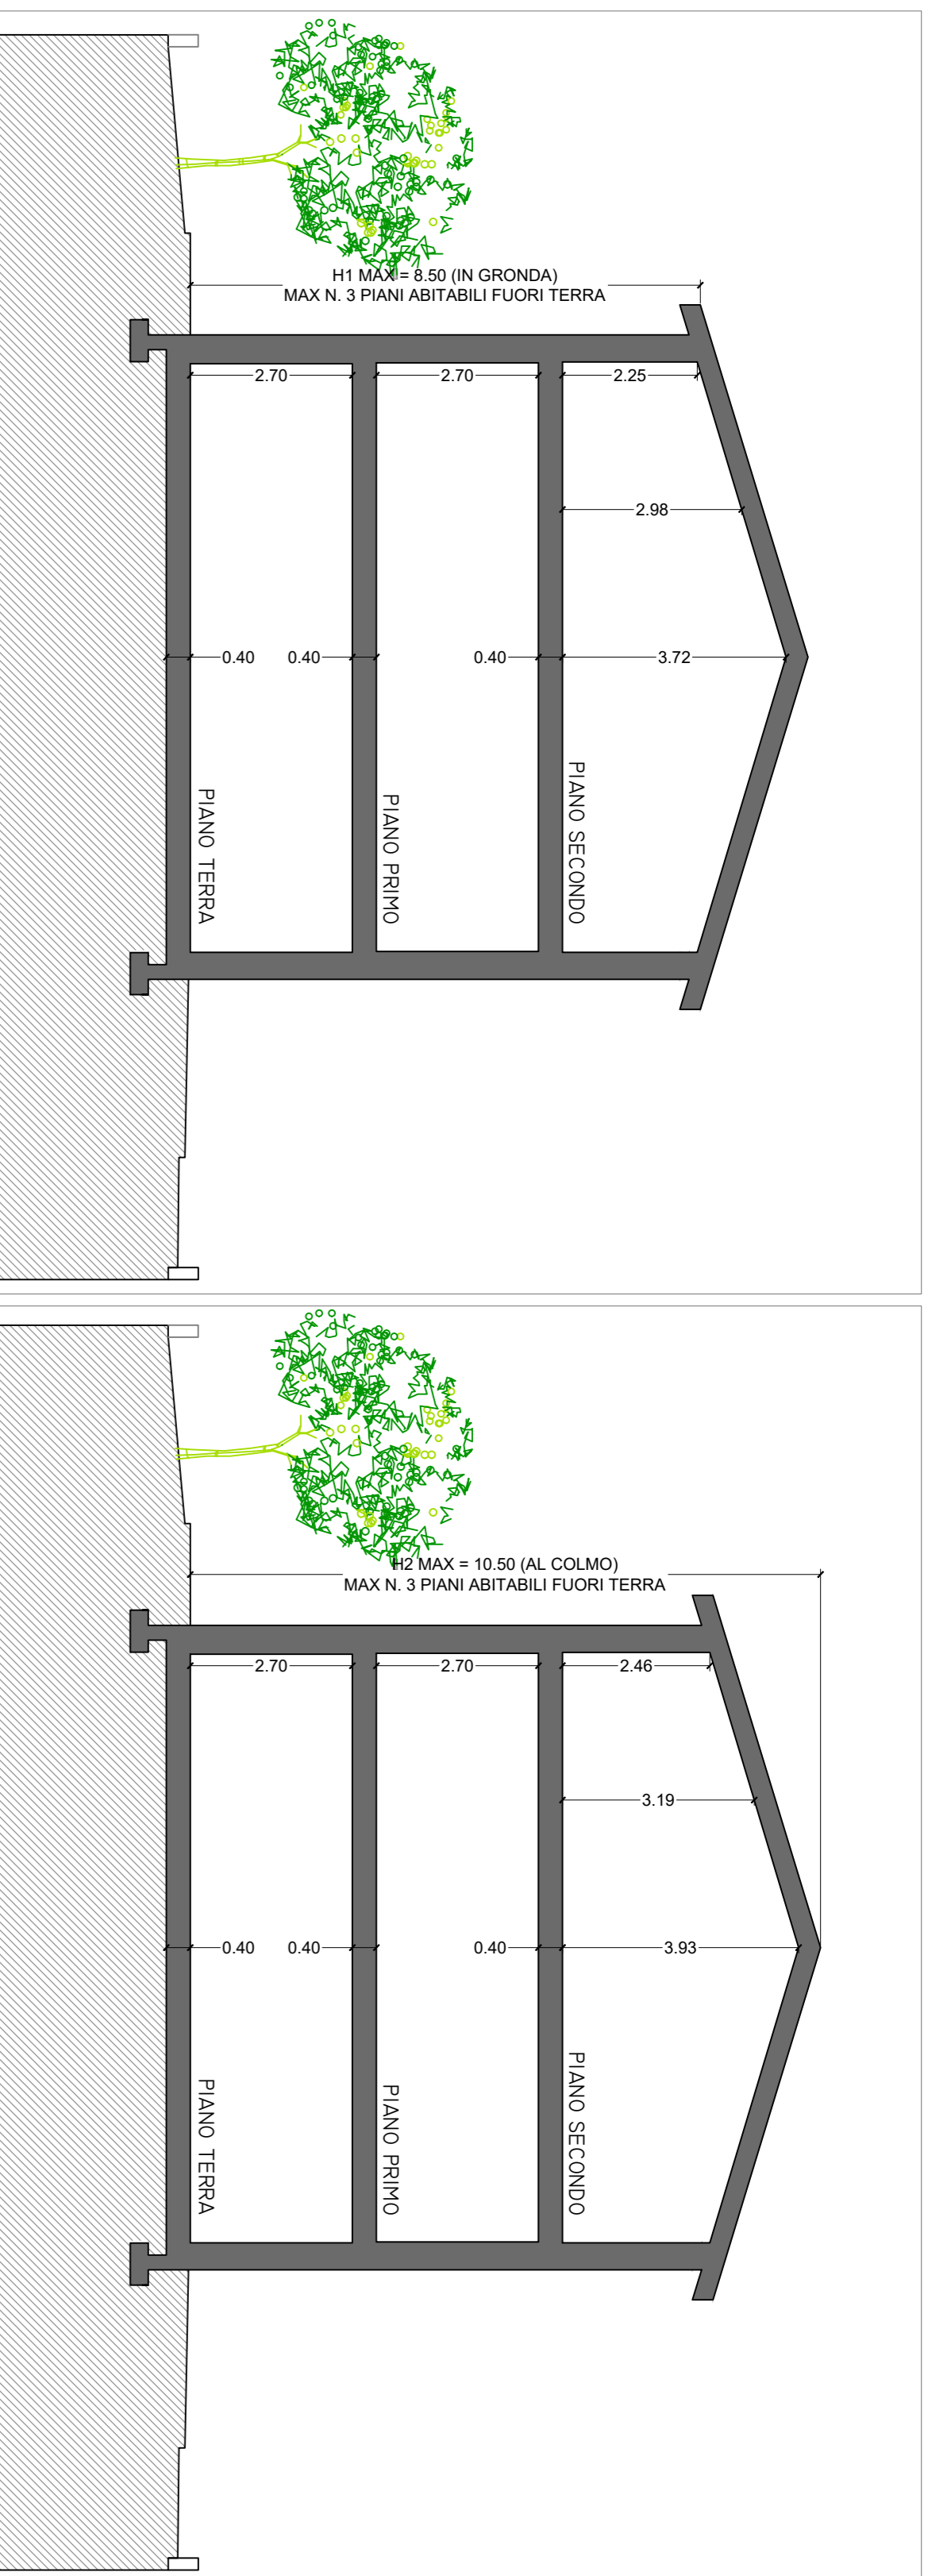 H1 MAX = 8.50 (IN GRONDA)
MAX N. 3 PIANI ABITABILI FUORI TERRA
2.70
2.70
2.25
2.98
0.40
0.40
0.40
3.72
PIANO TERRA
PIANO PRIMO
PIANO SECONDO
H2 MAX = 10.50 (AL COLMO)
MAX N. 3 PIANI ABITABILI FUORI TERRA
2.70
2.70
2.46
3.19
0.40
0.40
0.40
3.93
PIANO TERRA
PIANO PRIMO
PIANO SECONDO